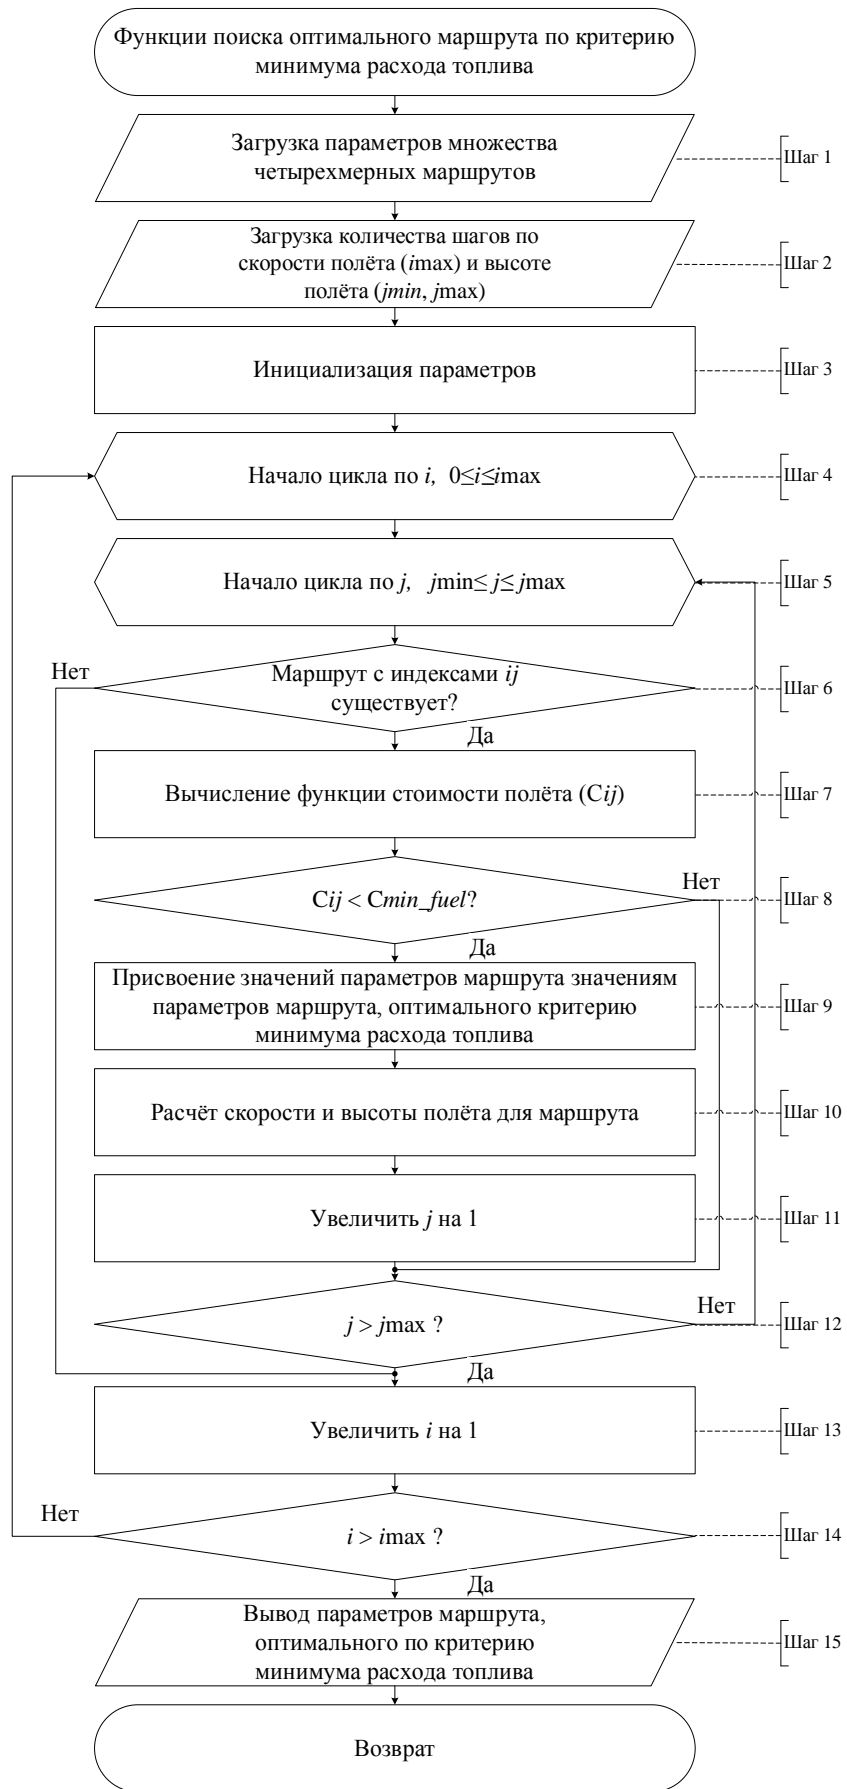 Функции поиска оптимального маршрута по критерию
минимума расхода топлива
Загрузка параметров множества
четырехмерных маршрутов
Шаг 1
Загрузка количества шагов по
скорости полёта (imax) и высоте
полёта (jmin, jmax)
Шаг 2
Инициализация параметров
Шаг 3
Начало цикла по i, 0≤i≤imax
Шаг 4
Начало цикла по j, jmin≤ j≤ jmax
Шаг 5
Нет
Маршрут с индексами ij
существует?
Шаг 6
Да
Вычисление функции стоимости полёта (Cij)
Шаг 7
Cij < Cmin_fuel?
Нет
Шаг 8
Да
Присвоение значений параметров маршрута значениям
параметров маршрута, оптимального критерию
минимума расхода топлива
Шаг 9
Расчёт скорости и высоты полёта для маршрута
Шаг 10
Увеличить j на 1
Шаг 11
j > jmax ?
Нет
Шаг 12
Да
Увеличить i на 1
Шаг 13
Нет
i > imax ?
Шаг 14
Да
Вывод параметров маршрута,
оптимального по критерию
минимума расхода топлива
Шаг 15
Возврат